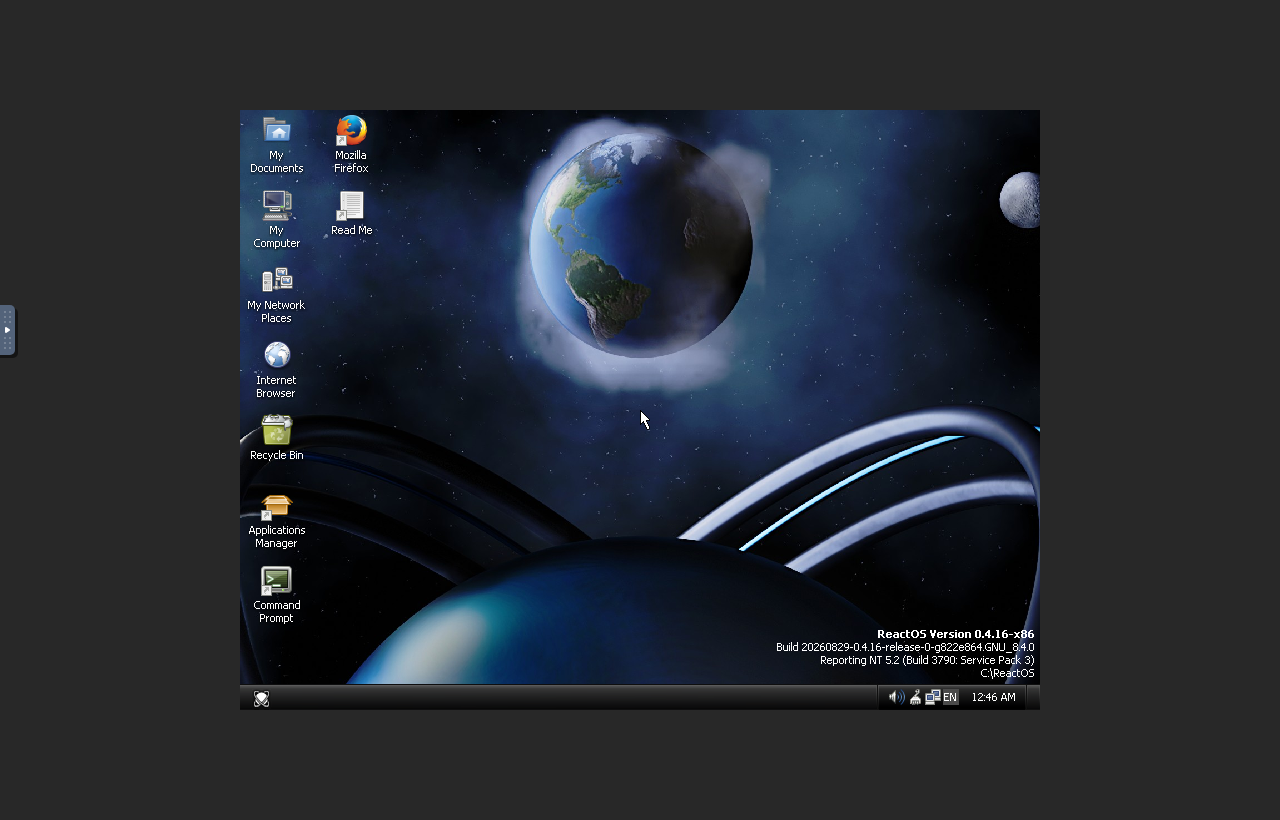 My
Documents
Mozilla
Firefox
My
Computer
Read Me
My Network
Places
Internet
Browser
Recycle Bin
Applications
Manager
Command
Prompt
ReactOS Version 0.4.16-x86
Build 20260829-0.4.16-release-0-g822e864.GNU_8.4.0
Reporting NT 5.2 (Build 3790: Service Pack 3)
C:\ReactOS
EN
12:46 AM